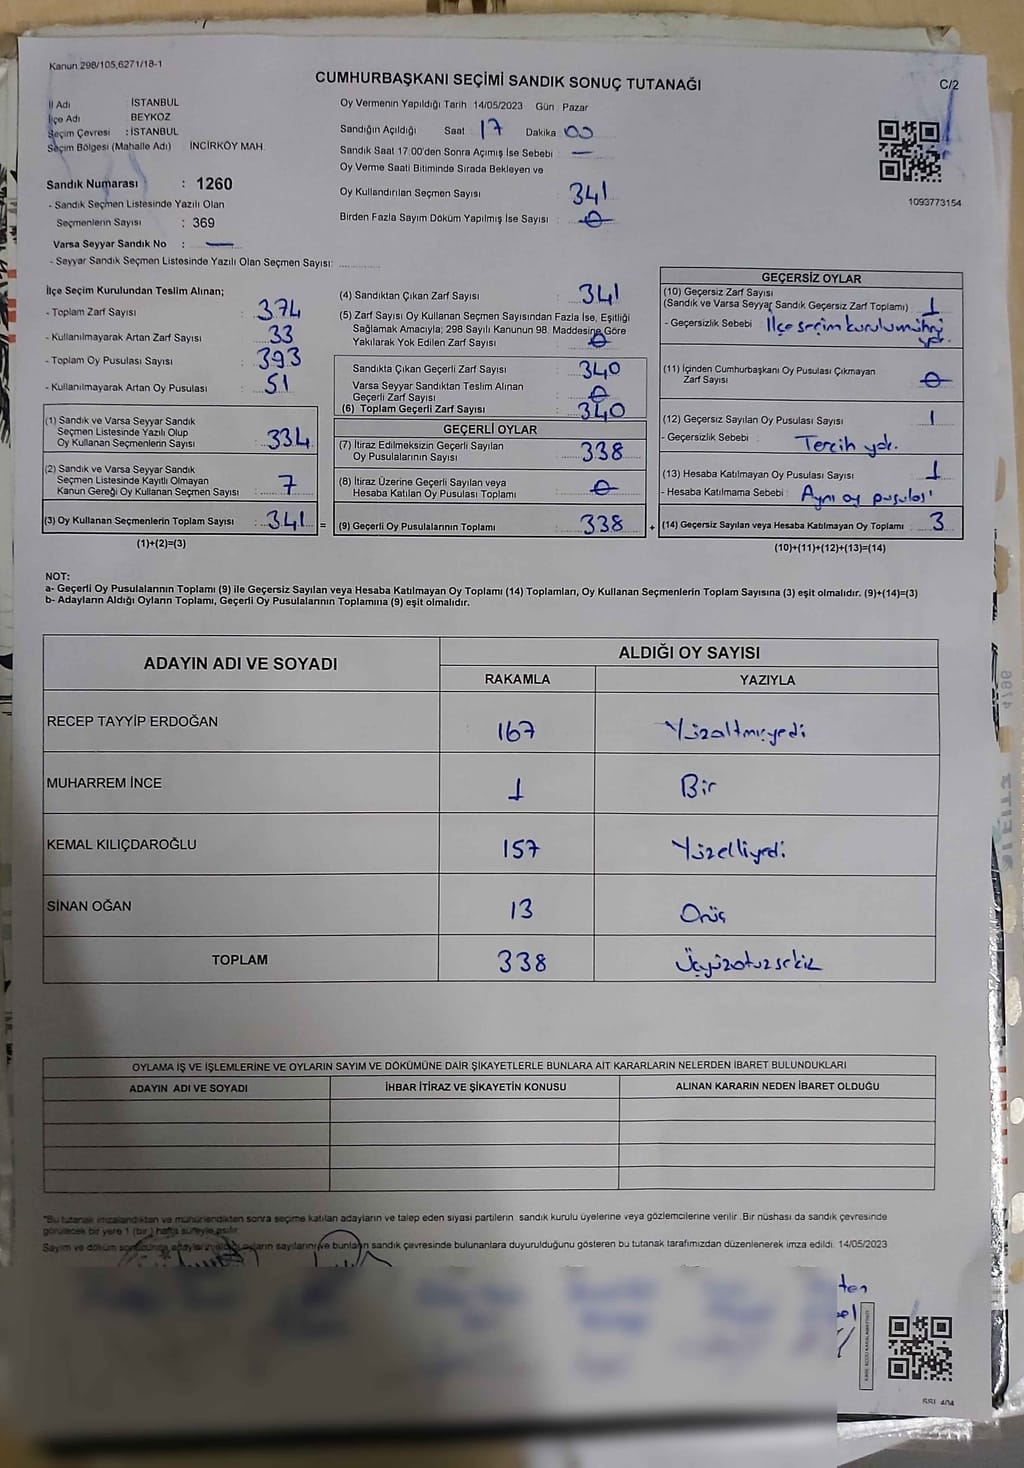 Kanun 298/105,6271/18-1
CUMHURBAŞKANI SEÇİMİ SANDIK SONUÇ TUTANAĞI
C/2
İl Adı İSTANBUL
İlçe Adı BEYKOZ
Seçim Çevresi : İSTANBUL
Seçim Bölgesi (Mahalle Adı) İNCİRKÖY MAH.
Sandık Numarası : 1260
- Sandık Seçmen Listesinde Yazılı Olan
Seçmenlerin Sayısı : 369
Varsa Seyyar Sandık No : —
- Seyyar Sandık Seçmen Listesinde Yazılı Olan Seçmen Sayısı: ............
Oy Vermenin Yapıldığı Tarih 14/05/2023 Gün Pazar
Sandığın Açıldığı Saat 17 Dakika 00
Sandık Saat 17:00'den Sonra Açımış İse Sebebi : —
Oy Verme Saati Bitiminde Sırada Bekleyen ve
Oy Kullandırılan Seçmen Sayısı : 341
Birden Fazla Sayım Döküm Yapılmış İse Sayısı : 0
1093773154
İlçe Seçim Kurulundan Teslim Alınan;
- Toplam Zarf Sayısı : 374
- Kullanılmayarak Artan Zarf Sayısı : 33
- Toplam Oy Pusulası Sayısı : 393
- Kullanılmayarak Artan Oy Pusulası : 51
(1) Sandık ve Varsa Seyyar Sandık
Seçmen Listesinde Yazılı Olup
Oy Kullanan Seçmenlerin Sayısı : 334
(2) Sandık ve Varsa Seyyar Sandık
Seçmen Listesinde Kayıtlı Olmayan
Kanun Gereği Oy Kullanan Seçmen Sayısı : 7
(3) Oy Kullanan Seçmenlerin Toplam Sayısı : 341 =
(1)+(2)=(3)
(4) Sandıktan Çıkan Zarf Sayısı : 341
(5) Zarf Sayısı Oy Kullanan Seçmen Sayısından Fazla İse, Eşitliği
Sağlamak Amacıyla; 298 Sayılı Kanunun 98. Maddesine Göre
Yakılarak Yok Edilen Zarf Sayısı : 0
Sandıkta Çıkan Geçerli Zarf Sayısı : 340
Varsa Seyyar Sandıktan Teslim Alınan
Geçerli Zarf Sayısı : 0
(6) Toplam Geçerli Zarf Sayısı : 340
GEÇERLİ OYLAR
(7) İtiraz Edilmeksizin Geçerli Sayılan
Oy Pusulalarının Sayısı : 338
(8) İtiraz Üzerine Geçerli Sayılan veya
Hesaba Katılan Oy Pusulası Toplamı : 0
(9) Geçerli Oy Pusulalarının Toplamı : 338 +
GEÇERSİZ OYLAR
(10) Geçersiz Zarf Sayısı
(Sandık ve Varsa Seyyar Sandık Geçersiz Zarf Toplamı) : 1
- Geçersizlik Sebebi : İlçe seçim kurulu mührü
yok.
(11) İçinden Cumhurbaşkanı Oy Pusulası Çıkmayan
Zarf Sayısı : 0
(12) Geçersiz Sayılan Oy Pusulası Sayısı : 1
- Geçersizlik Sebebi : Tercih yok.
(13) Hesaba Katılmayan Oy Pusulası Sayısı : 1
- Hesaba Katılmama Sebebi : Aynı oy pusulası
(14) Geçersiz Sayılan veya Hesaba Katılmayan Oy Toplamı : 3
(10)+(11)+(12)+(13)=(14)
NOT:
a- Geçerli Oy Pusulalarının Toplamı (9) ile Geçersiz Sayılan veya Hesaba Katılmayan Oy Toplamı (14) Toplamları, Oy Kullanan Seçmenlerin Toplam Sayısına (3) eşit olmalıdır. (9)+(14)=(3)
b- Adayların Aldığı Oyların Toplamı, Geçerli Oy Pusulalarının Toplamına (9) eşit olmalıdır.
ADAYIN ADI VE SOYADI
ALDIĞI OY SAYISI
RAKAMLA YAZIYLA
RECEP TAYYİP ERDOĞAN 167 Yüzaltmışyedi
MUHARREM İNCE 1 Bir
KEMAL KILIÇDAROĞLU 157 Yüzelliyedi
SİNAN OĞAN 13 Onüç
TOPLAM 338 Üçyüzotuzsekiz
OYLAMA İŞ VE İŞLEMLERİNE VE OYLARIN SAYIM VE DÖKÜMÜNE DAİR ŞİKAYETLERLE BUNLARA AİT KARARLARIN NELERDEN İBARET BULUNDUKLARI
ADAYIN ADI VE SOYADI İHBAR İTİRAZ VE ŞİKAYETİN KONUSU ALINAN KARARIN NEDEN İBARET OLDUĞU
*Bu tutanak imzalandıktan ve mühürlendikten sonra seçime katılan adayların ve talep eden siyasi partilerin sandık kurulu üyelerine veya gözlemcilerine verilir. Bir nüshası da sandık çevresinde
görülecek bir yere 1 (bir) hafta süreyle asılır.
Sayım ve döküm sonucunda adayların aldığı oyların sayılarını ve bunların sandık çevresinde bulunanlara duyurulduğunu gösteren bu tutanak tarafımızdan düzenlenerek imza edildi. 14/05/2023